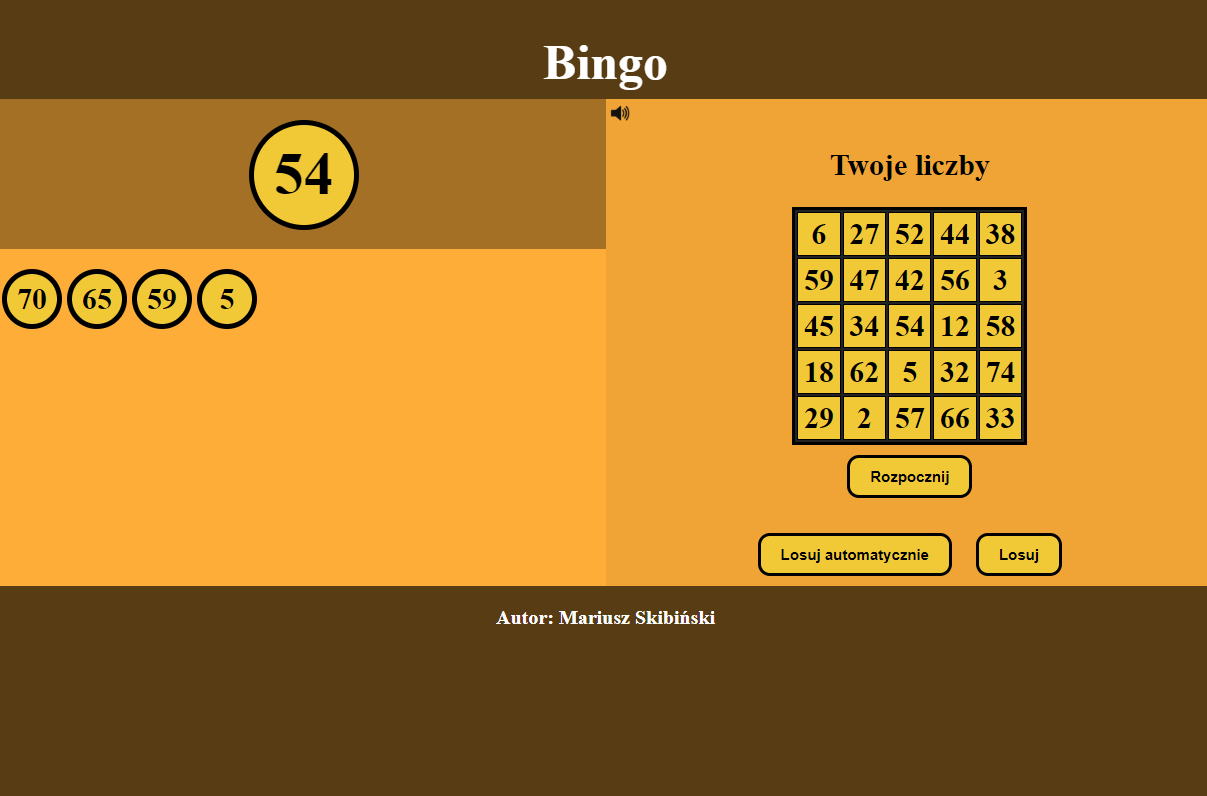 Bingo
54
70 65 59 5
Twoje liczby
6 27 52 44 38
59 47 42 56 3
45 34 54 12 58
18 62 5 32 74
29 2 57 66 33
Rozpocznij
Losuj automatycznie Losuj
Autor: Mariusz Skibiński